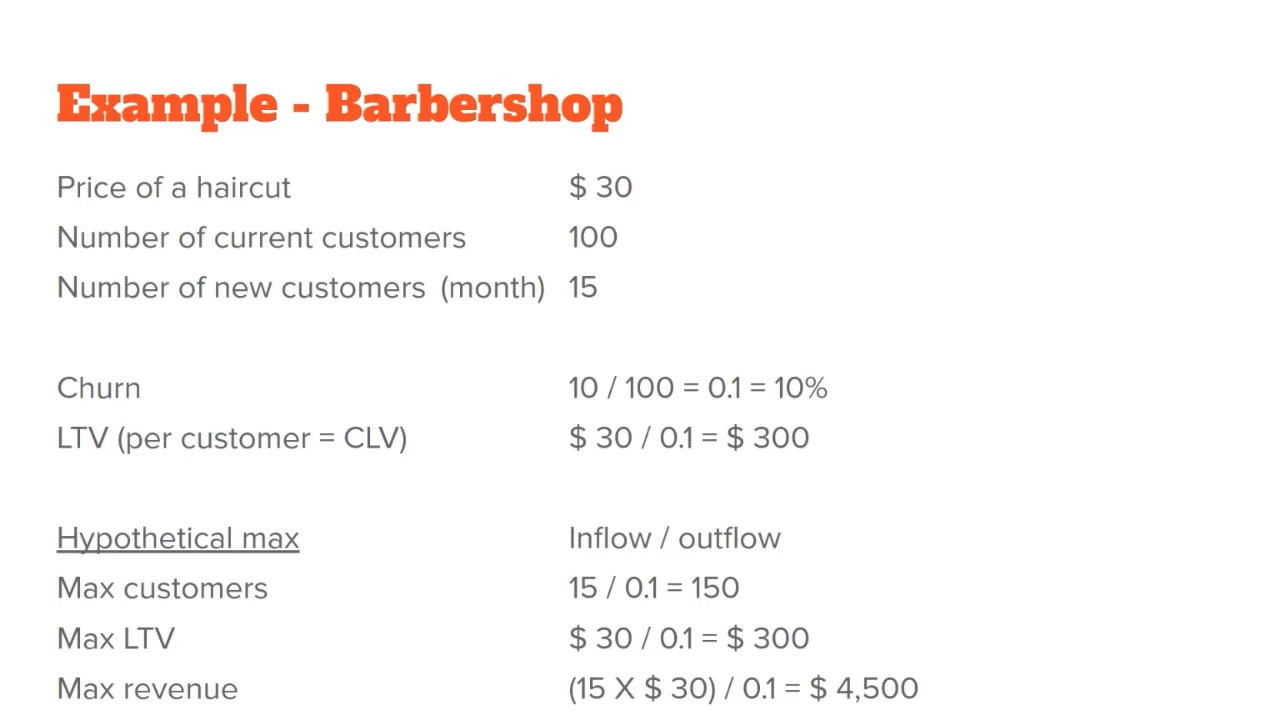 Example - Barbershop
Price of a haircut $ 30
Number of current customers 100
Number of new customers (month) 15
Churn 10 / 100 = 0.1 = 10%
LTV (per customer = CLV) $ 30 / 0.1 = $ 300
Hypothetical max Inflow / outflow
Max customers 15 / 0.1 = 150
Max LTV $ 30 / 0.1 = $ 300
Max revenue (15 X $ 30) / 0.1 = $ 4,500